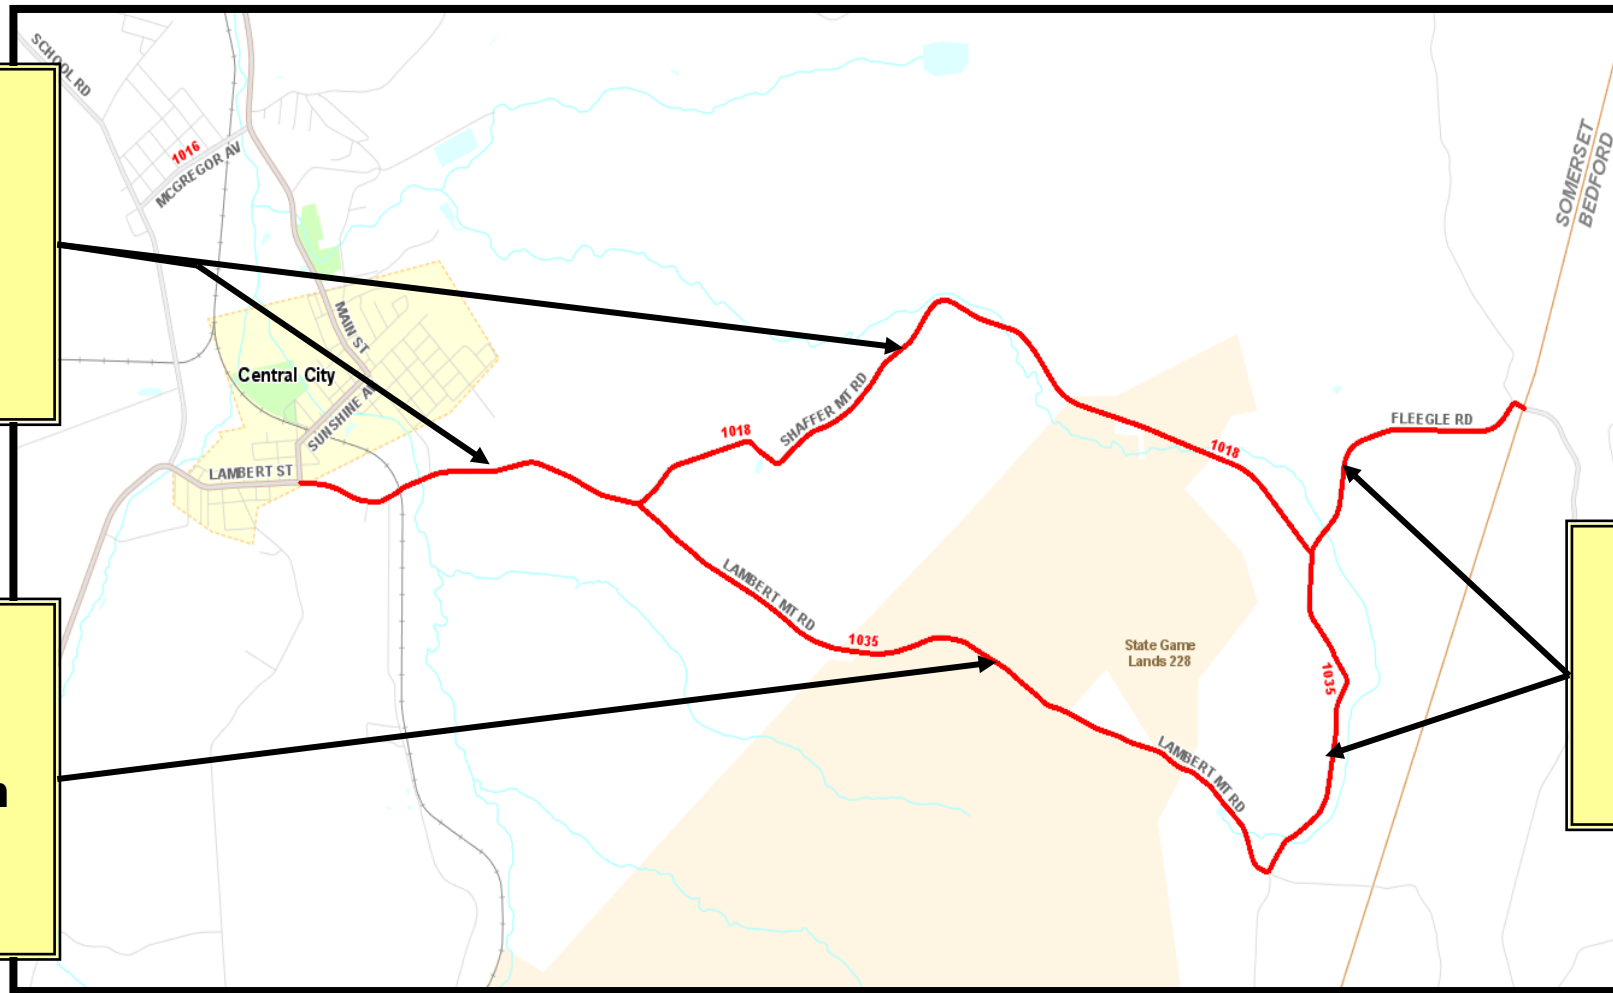 SCHOOL RD
1016
MCGREGOR AV
SOMERSET
BEDFORD
MAIN ST
Central City
SUNSHINE AV
LAMBERT ST
1018
SHAFFER MT RD
1018
FLEEGLE RD
LAMBERT MT RD
1035
State Game
Lands 228
1035
LAMBERT MT RD